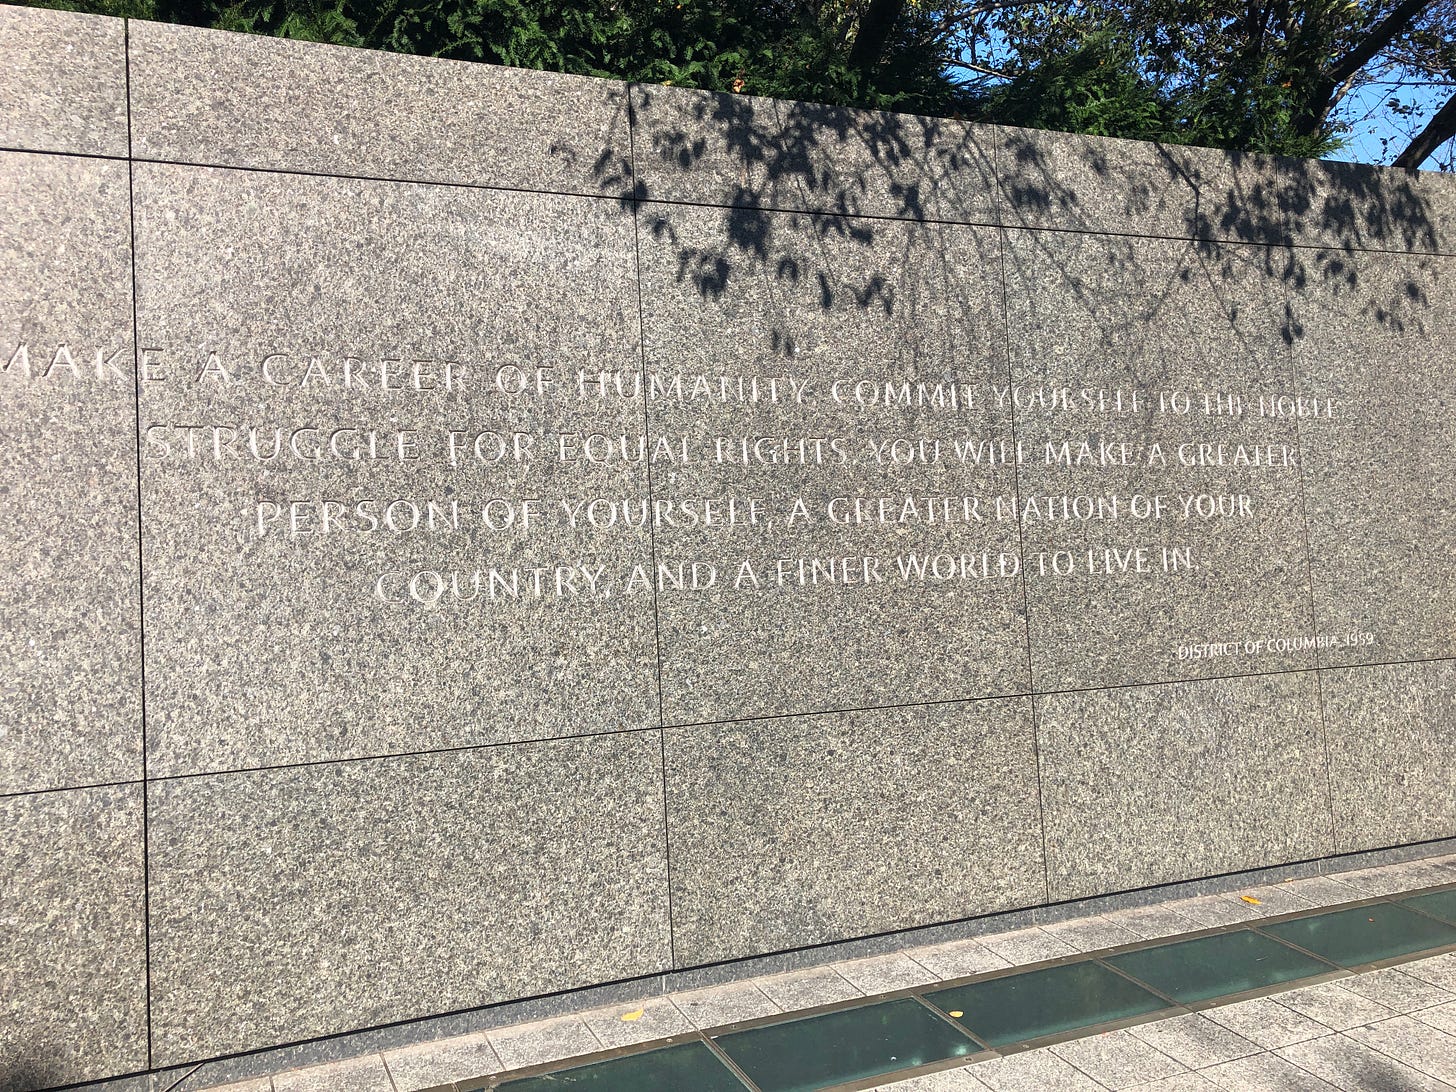 MAKE A CAREER OF HUMANITY. COMMIT YOURSELF TO THE NOBLE
STRUGGLE FOR EQUAL RIGHTS. YOU WILL MAKE A GREATER
PERSON OF YOURSELF, A GREATER NATION OF YOUR
COUNTRY, AND A FINER WORLD TO LIVE IN.
DISTRICT OF COLUMBIA, 1959